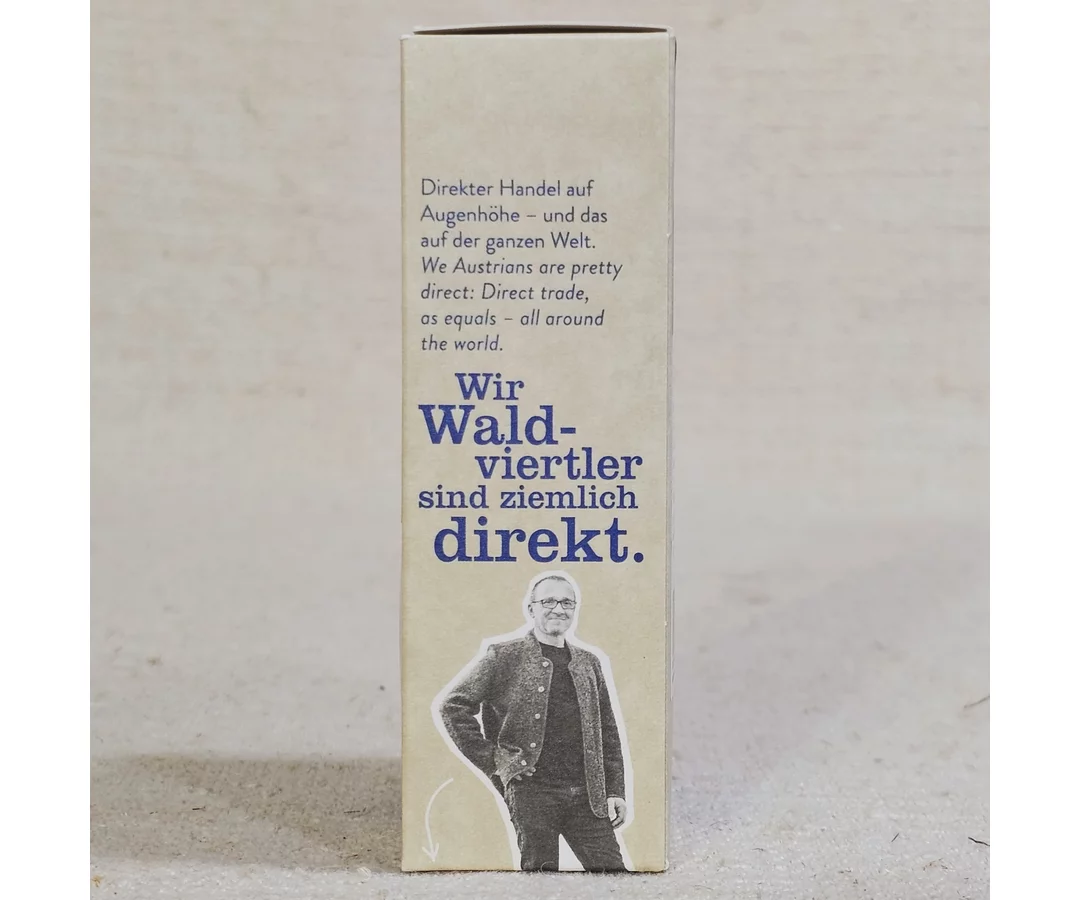 Direkter Handel auf
Augenhöhe – und das
auf der ganzen Welt.
We Austrians are pretty
direct: Direct trade,
as equals – all around
the world.
Wir
Wald-
viertler
sind ziemlich
direkt.